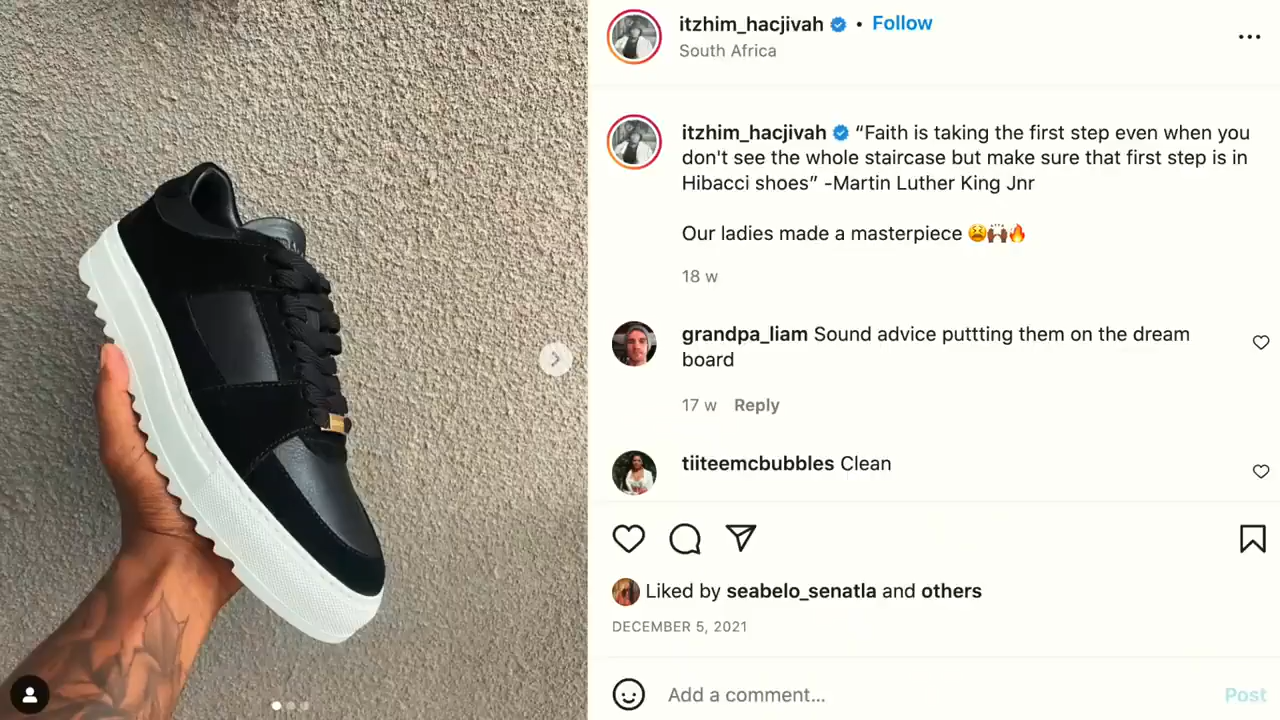 itzhim_hacjivah • Follow
South Africa
itzhim_hacjivah “Faith is taking the first step even when you
don't see the whole staircase but make sure that first step is in
Hibacci shoes” -Martin Luther King Jnr
Our ladies made a masterpiece 😫🙌🏾🔥
18 w
grandpa_liam Sound advice puttting them on the dream
board
17 w Reply
tiiteemcbubbles Clean
Liked by seabelo_senatla and others
DECEMBER 5, 2021
Add a comment...
Post